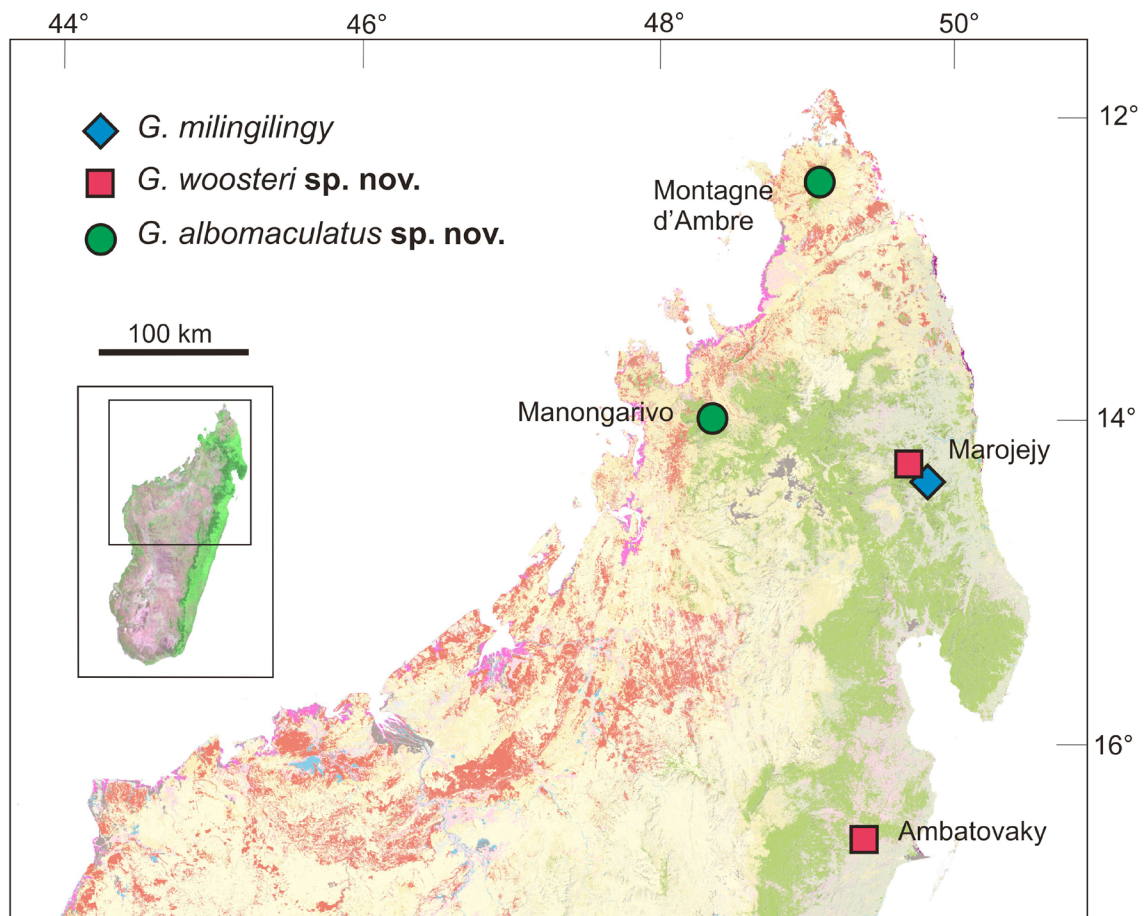 44° 46° 48° 50°
12°
G. milingilingy
G. woosteri sp. nov.
G. albomaculatus sp. nov.
Montagne
d’Ambre
100 km
Manongarivo
14°
Marojejy
16°
Ambatovaky